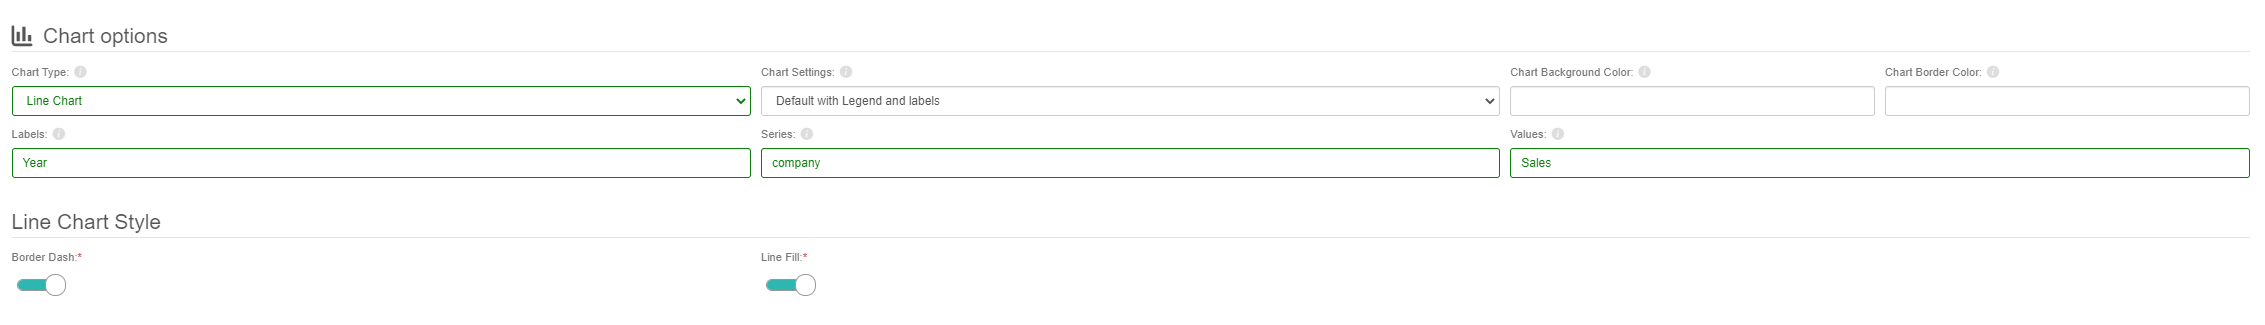 Chart options
Chart Type: Chart Settings: Chart Background Color: Chart Border Color:
Line Chart Default with Legend and labels
Labels: Series: Values:
Year company Sales
Line Chart Style
Border Dash:* Line Fill:*